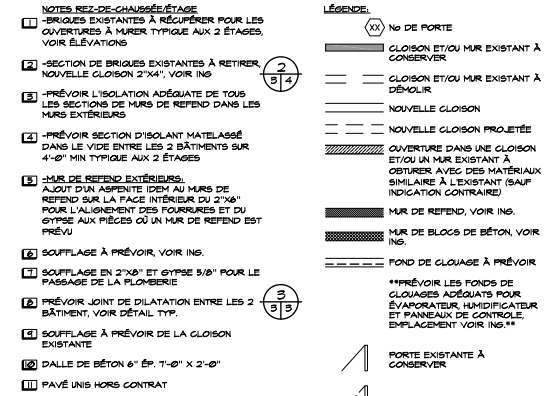 NOTES REZ-DE-CHAUSSÉE/ÉTAGE
1 -BRIQUES EXISTANTES À RÉCUPÉRER POUR LES
OUVERTURES À MURER TYPIQUE AUX 2 ÉTAGES,
VOIR ÉLÉVATIONS
2 -SECTION DE BRIQUES EXISTANTES À RETIRER,
NOUVELLE CLOISON 2"X4", VOIR ING
2
3 4
3 -PRÉVOIR L'ISOLATION ADÉQUATE DE TOUS
LES SECTIONS DE MURS DE REFEND DANS LES
MURS EXTÉRIEURS
4 -PRÉVOIR SECTION D'ISOLANT MATELASSÉ
DANS LE VIDE ENTRE LES 2 BÂTIMENTS SUR
4'-0" MIN TYPIQUE AUX 2 ÉTAGES
5 -MUR DE REFEND EXTÉRIEURS:
AJOUT D'UN ASPENITE IDEM AU MURS DE
REFEND SUR LA FACE INTÉRIEUR DU 2"X6"
POUR L'ALIGNEMENT DES FOURRURES ET DU
GYPSE AUX PIÈCES OÙ UN MUR DE REFEND EST
PRÉVU
6 SOUFFLAGE À PRÉVOIR, VOIR ING.
7 SOUFFLAGE EN 2"X8" ET GYPSE 5/8" POUR LE
PASSAGE DE LA PLOMBERIE
8 PRÉVOIR JOINT DE DILATATION ENTRE LES 2
BÂTIMENT, VOIR DÉTAIL TYP.
3
3 3
9 SOUFFLAGE À PRÉVOIR DE LA CLOISON
EXISTANTE
10 DALLE DE BÉTON 6" ÉP. 7'-0" X 2'-0"
11 PAVÉ UNIS HORS CONTRAT
LÉGENDE:
XX No DE PORTE
CLOISON ET/OU MUR EXISTANT À
CONSERVER
CLOISON ET/OU MUR EXISTANT À
DÉMOLIR
NOUVELLE CLOISON
NOUVELLE CLOISON PROJETÉE
OUVERTURE DANS UNE CLOISON
ET/OU UN MUR EXISTANT À
OBTURER AVEC DES MATÉRIAUX
SIMILAIRE À L'EXISTANT (SAUF
INDICATION CONTRAIRE)
MUR DE REFEND, VOIR ING.
MUR DE BLOCS DE BÉTON, VOIR
ING.
FOND DE CLOUAGE À PRÉVOIR
**PRÉVOIR LES FONDS DE
CLOUAGES ADÉQUATS POUR
ÉVAPORATEUR, HUMIDIFICATEUR
ET PANNEAUX DE CONTROLE,
EMPLACEMENT VOIR ING.**
PORTE EXISTANTE À
CONSERVER